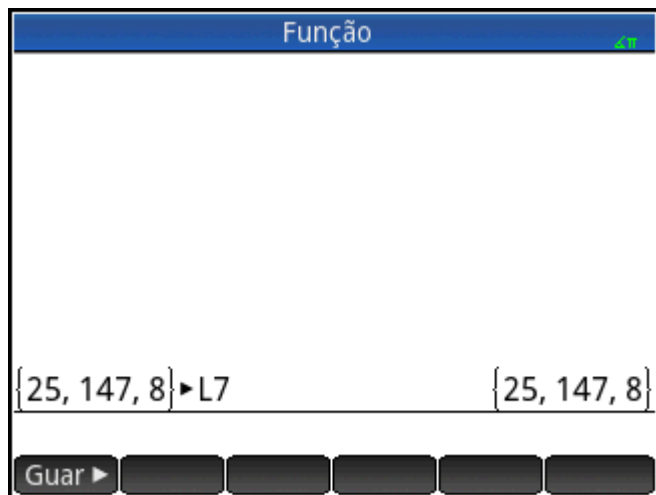 Função
∡π
{25, 147, 8}►L7 {25, 147, 8}
Guar ►